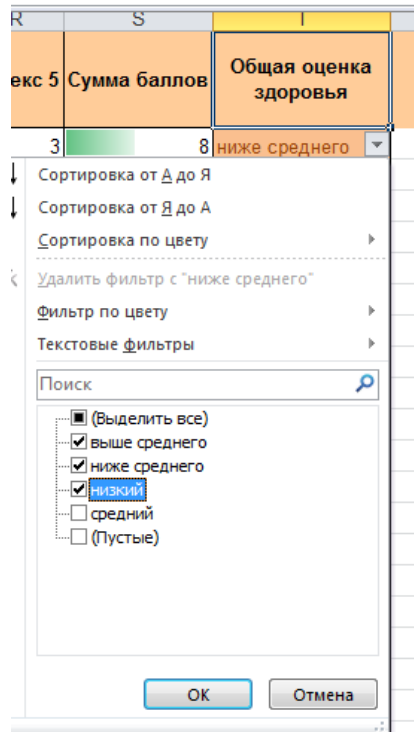 R S T
екс 5 Сумма баллов Общая оценка
здоровья
3 8 ниже среднего
Сортировка от А до Я
Сортировка от Я до А
Сортировка по цвету
Удалить фильтр с "ниже среднего"
Фильтр по цвету
Текстовые фильтры
Поиск
(Выделить все)
выше среднего
ниже среднего
низкий
средний
(Пустые)
ОК Отмена